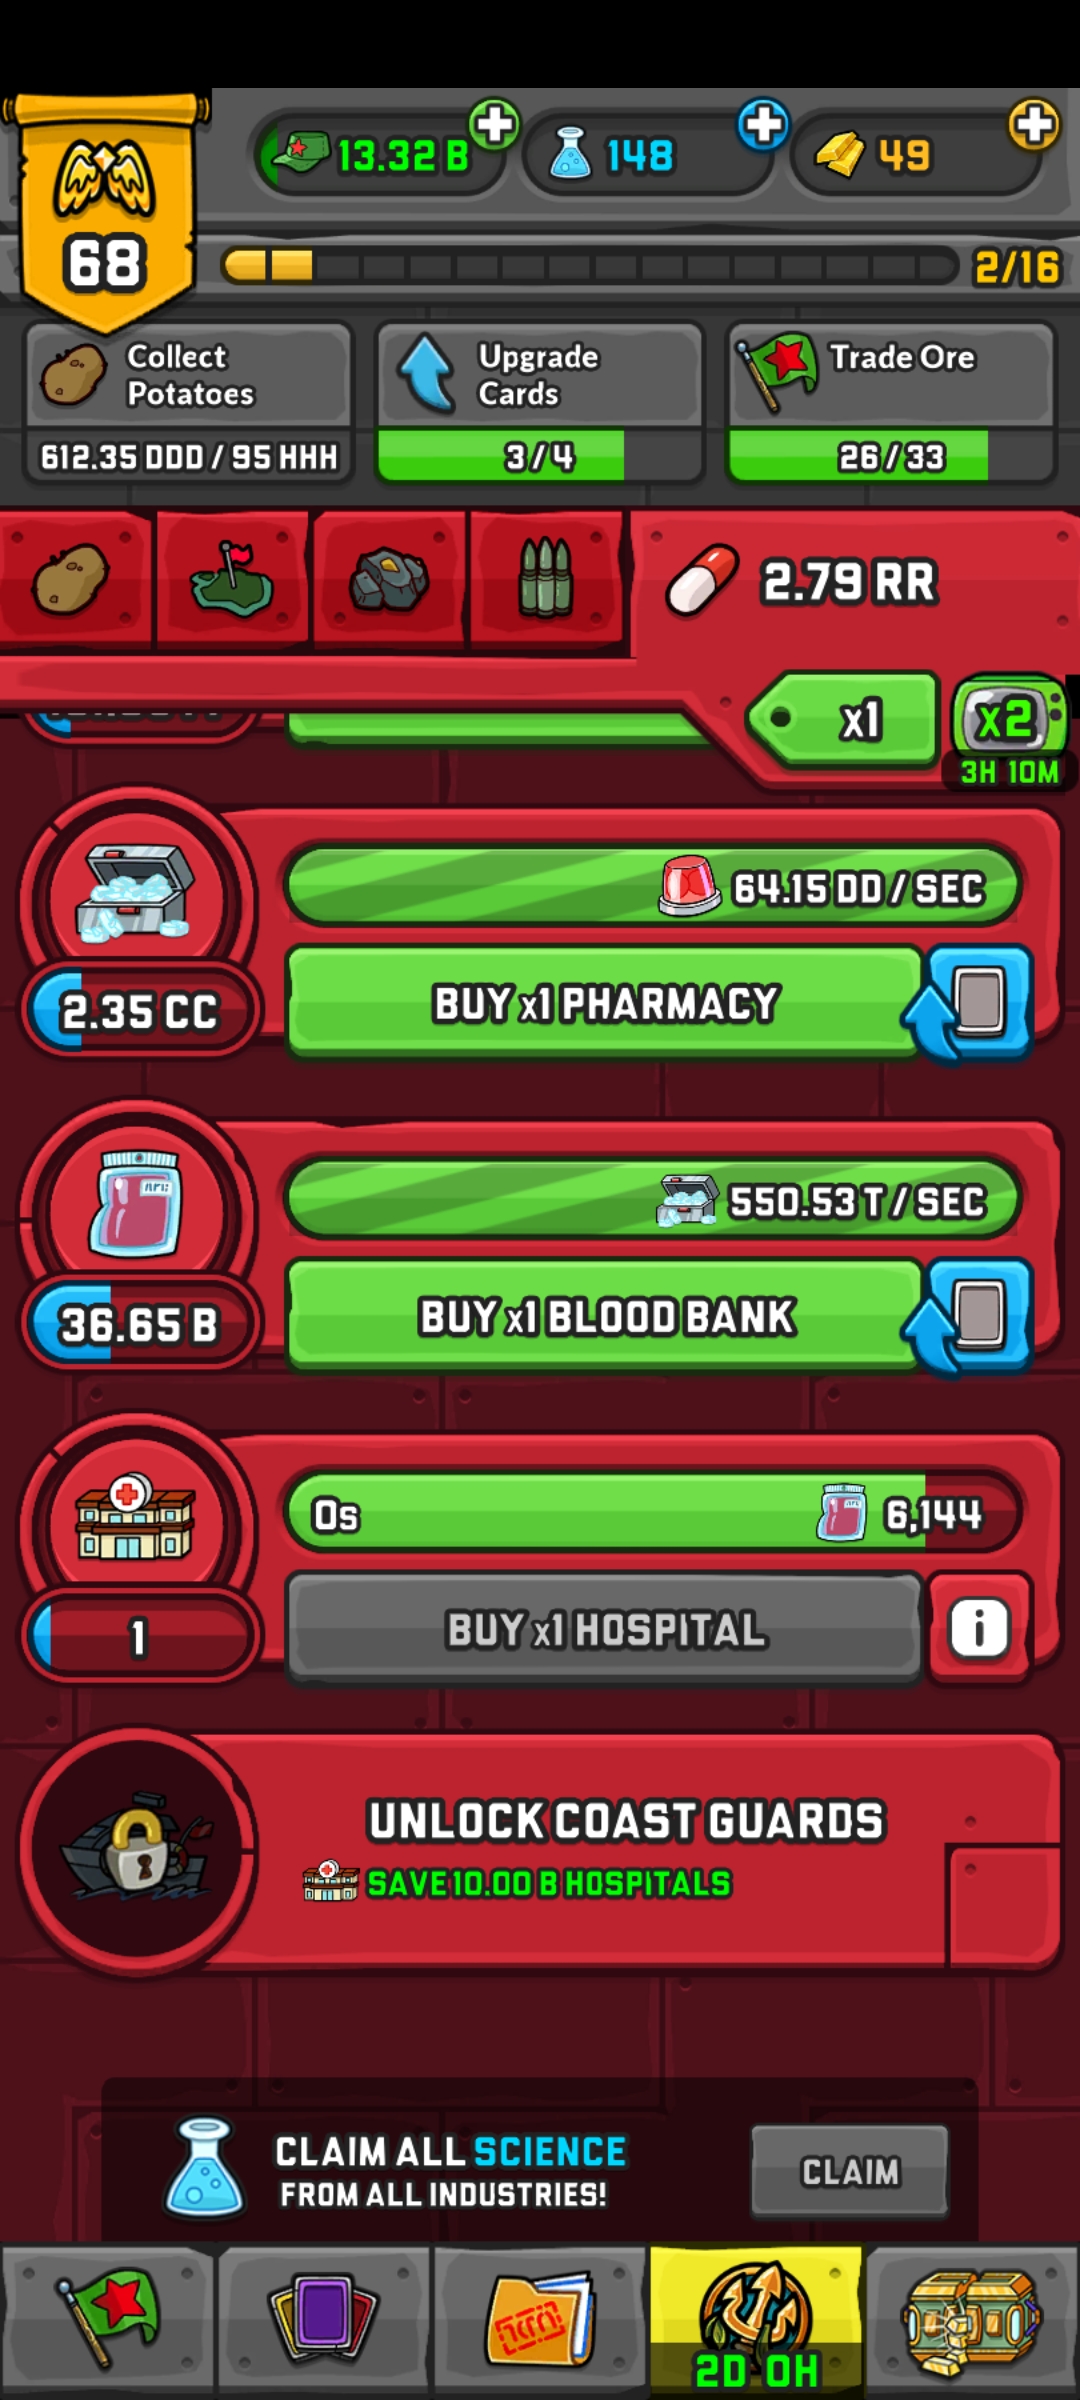 13.32 B
148
49
68
2/16
Collect
Potatoes
Upgrade
Cards
Trade Ore
612.35 DDD / 95 HHH
3/4
26/33
2.79 RR
x1
x2
3H 10M
64.15 DD / SEC
2.35 CC
BUY x1 PHARMACY
550.53 T / SEC
36.65 B
BUY x1 BLOOD BANK
0s
6,144
1
BUY x1 HOSPITAL
i
UNLOCK COAST GUARDS
SAVE 10.00 B HOSPITALS
CLAIM ALL SCIENCE
FROM ALL INDUSTRIES!
CLAIM
2D 0H